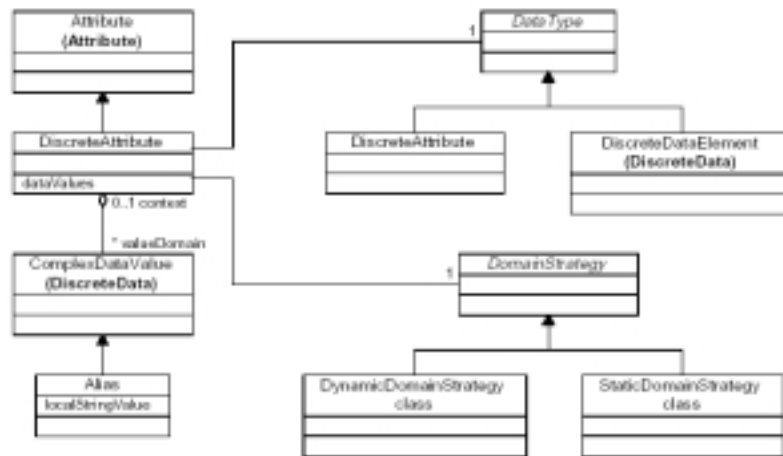 Attribute
(Attribute)
1
DataType
DiscreteAttribute
dataValues
DiscreteAttribute
DiscreteDataElement
(DiscreteData)
0..1 context
* valueDomain
ComplexDataValue
(DiscreteData)
1
DomainStrategy
Alias
localStringValue
DynamicDomainStrategy
class
StaticDomainStrategy
class